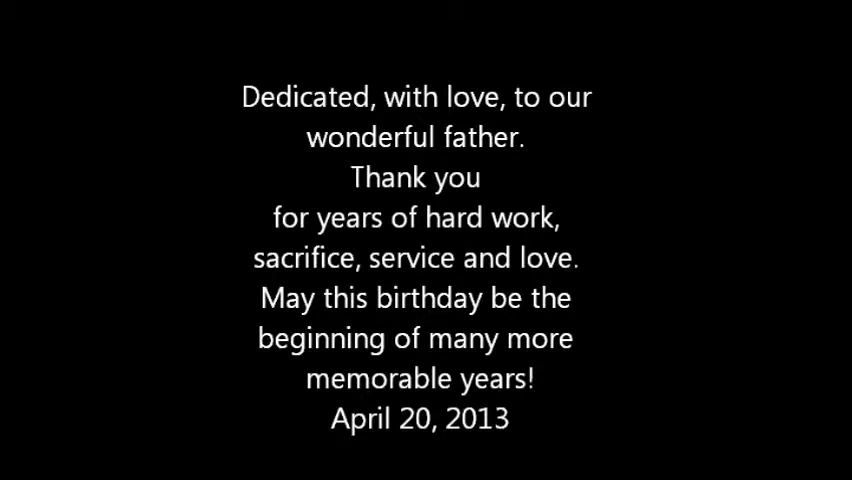 Dedicated, with love, to our
wonderful father.
Thank you
for years of hard work,
sacrifice, service and love.
May this birthday be the
beginning of many more
memorable years!
April 20, 2013